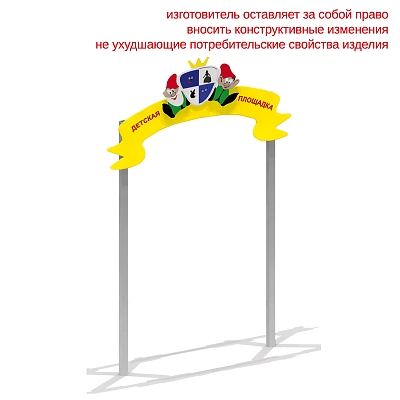 изготовитель оставляет за собой право
вносить конструктивные изменения
не ухудшающие потребительские свойства изделия
ДЕТСКАЯ ПЛОЩАДКА